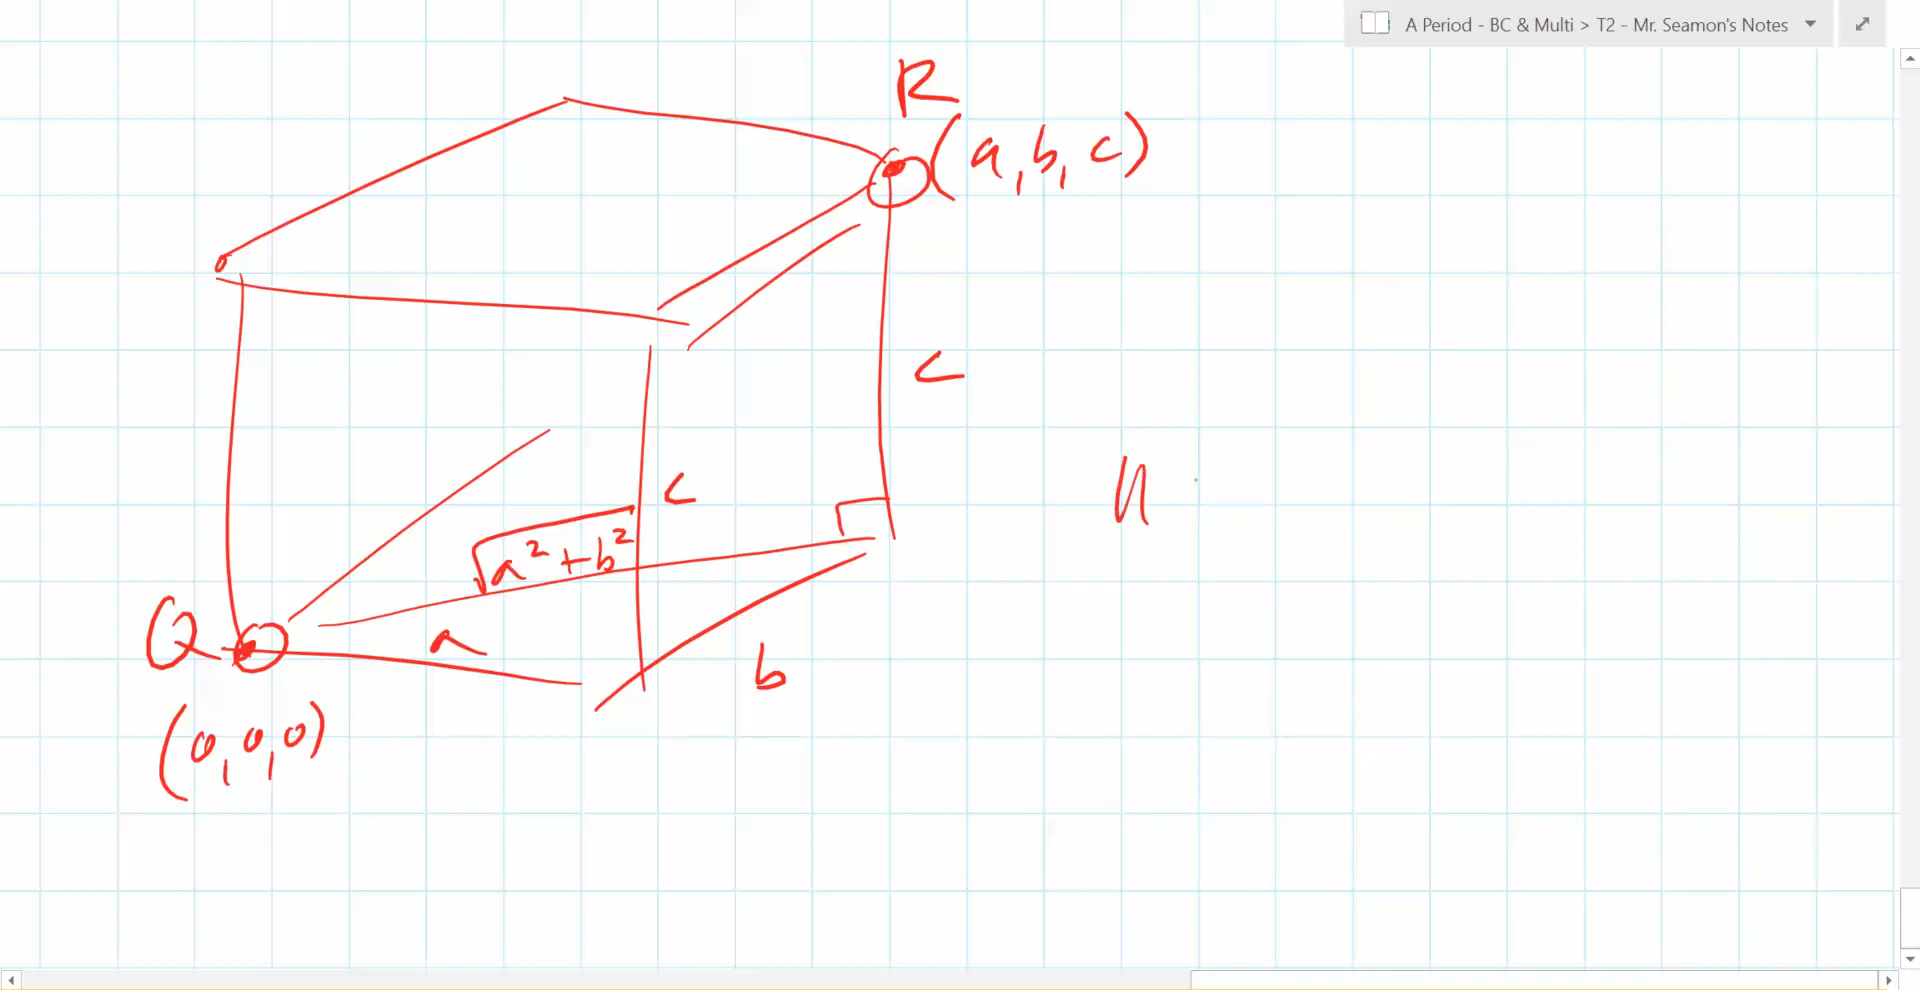 A Period - BC & Multi > T2 - Mr. Seamon's Notes
R
(a, b, c)
c
c
√a²+b²
Q
a
b
(0,0,0)